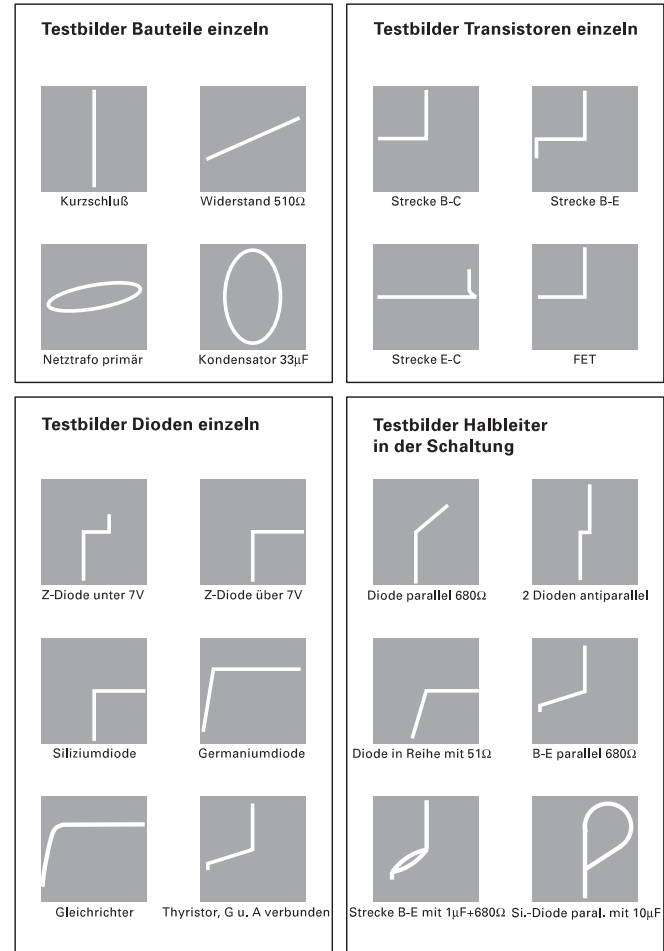 Testbilder Bauteile einzeln
Kurzschluß
Widerstand 510Ω
Netztrafo primär
Kondensator 33µF
Testbilder Transistoren einzeln
Strecke B-C
Strecke B-E
Strecke E-C
FET
Testbilder Dioden einzeln
Z-Diode unter 7V
Z-Diode über 7V
Siliziumdiode
Germaniumdiode
Gleichrichter
Thyristor, G u. A verbunden
Testbilder Halbleiter
in der Schaltung
Diode parallel 680Ω
2 Dioden antiparallel
Diode in Reihe mit 51Ω
B-E parallel 680Ω
Strecke B-E mit 1µF+680Ω
Si.-Diode paral. mit 10µF